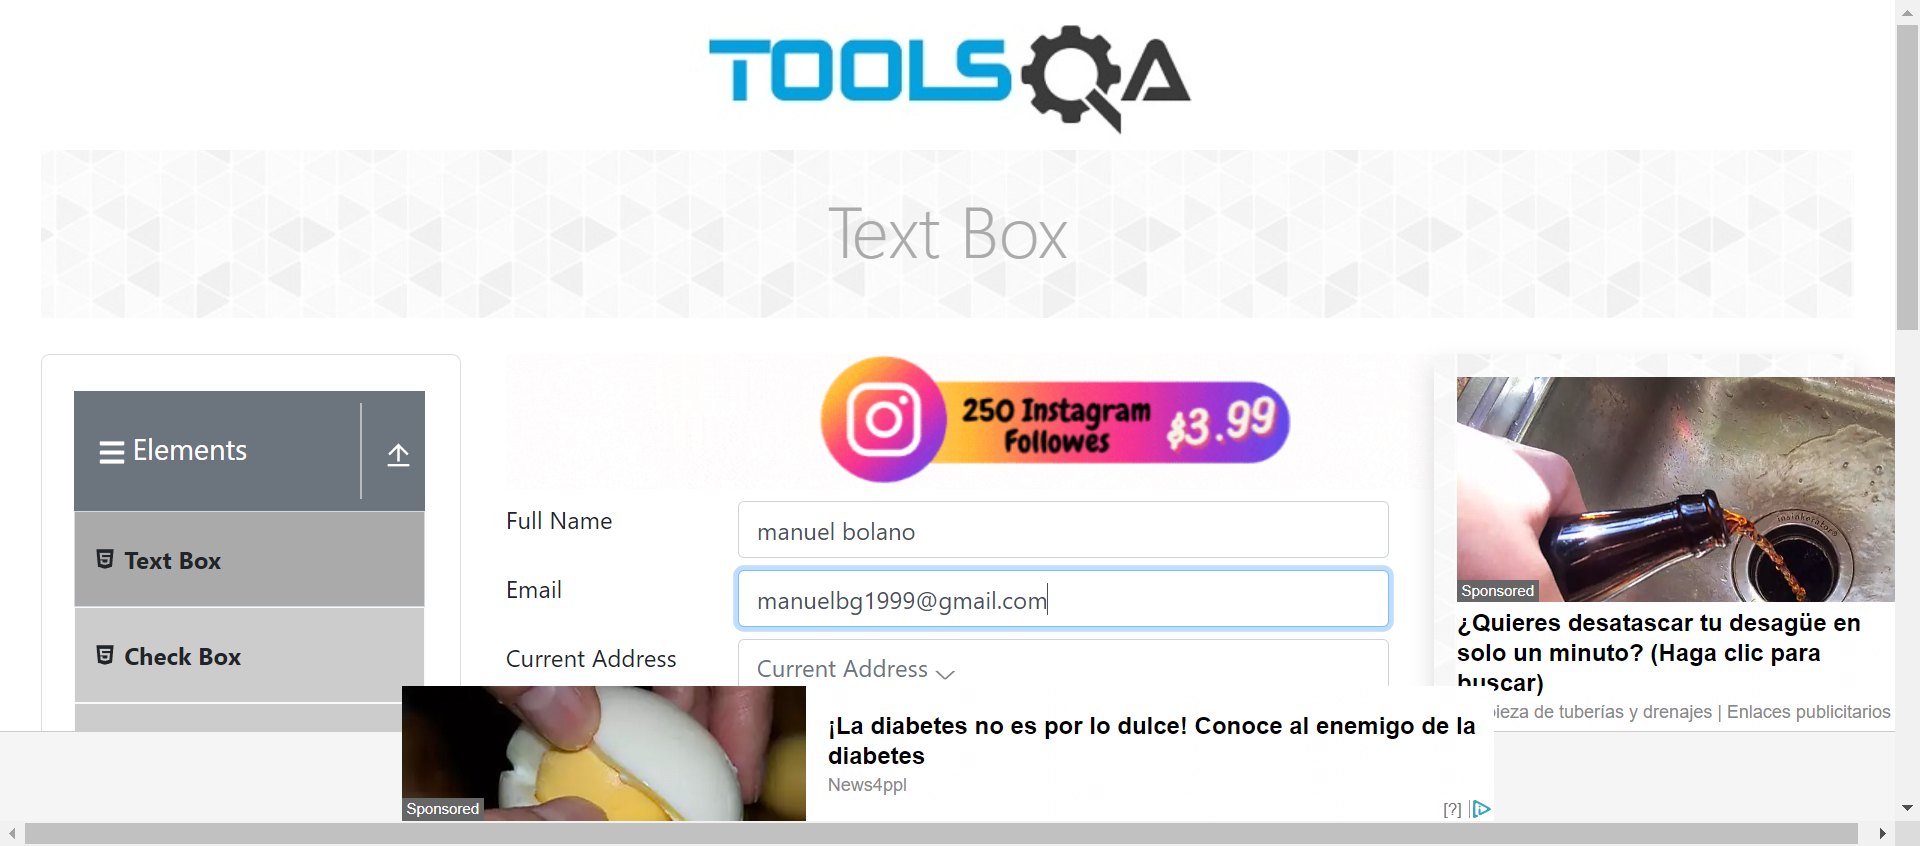 TOOLSQA
Text Box
Elements
Text Box
Check Box
250 Instagram
Followes
$3.99
Full Name
manuel bolano
Email
manuelbg1999@gmail.com
Current Address
Current Address
insinkerator
Sponsored
¿Quieres desatascar tu desagüe en
solo un minuto? (Haga clic para
buscar)
pieza de tuberías y drenajes | Enlaces publicitarios
Sponsored
¡La diabetes no es por lo dulce! Conoce al enemigo de la
diabetes
News4ppl
[?]